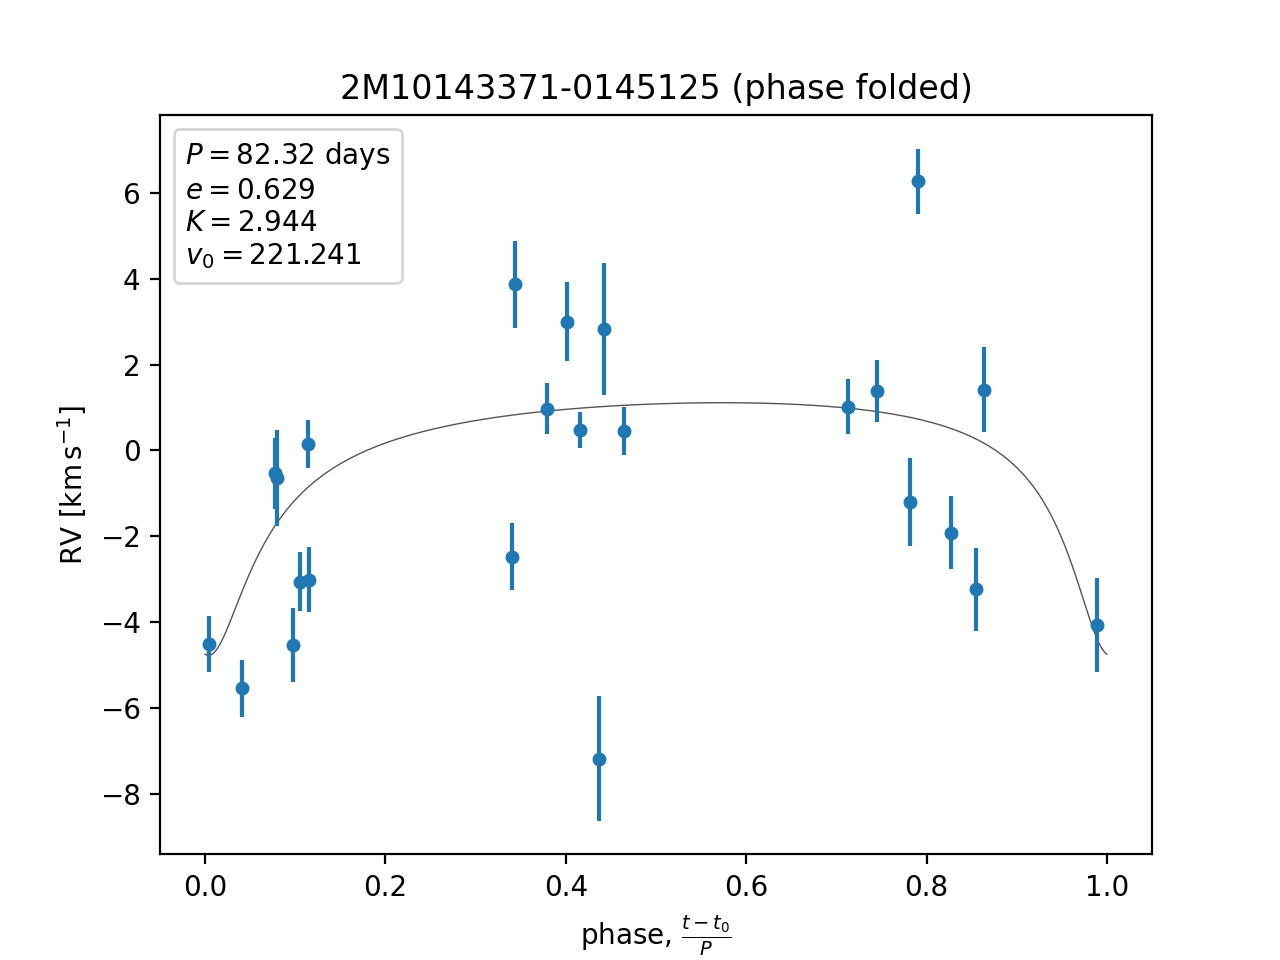 2M10143371-0145125 (phase folded)
P = 82.32 days
e = 0.629
K = 2.944
v₀ = 221.241
6
4
2
0
−2
−4
−6
−8
RV [km s⁻¹]
0.0 0.2 0.4 0.6 0.8 1.0
phase, (t − t₀)/P